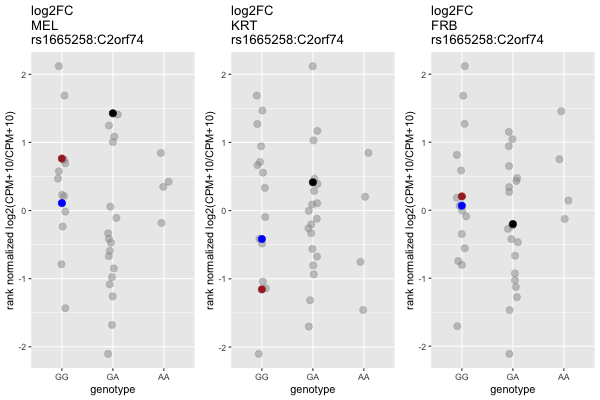 log2FC
MEL
rs1665258:C2orf74
rank normalized log2(CPM+10/CPM+10)
2
1
0
-1
-2
GG
GA
AA
genotype
log2FC
KRT
rs1665258:C2orf74
rank normalized log2(CPM+10/CPM+10)
2
1
0
-1
-2
GG
GA
AA
genotype
log2FC
FRB
rs1665258:C2orf74
rank normalized log2(CPM+10/CPM+10)
2
1
0
-1
-2
GG
GA
AA
genotype